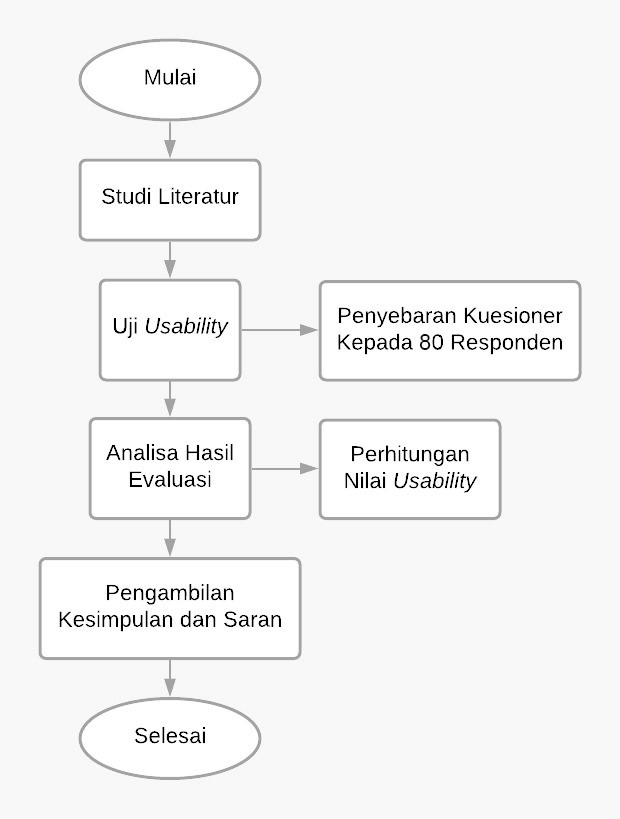 Mulai
Studi Literatur
Uji Usability
Penyebaran Kuesioner
Kepada 80 Responden
Analisa Hasil
Evaluasi
Perhitungan
Nilai Usability
Pengambilan
Kesimpulan dan Saran
Selesai